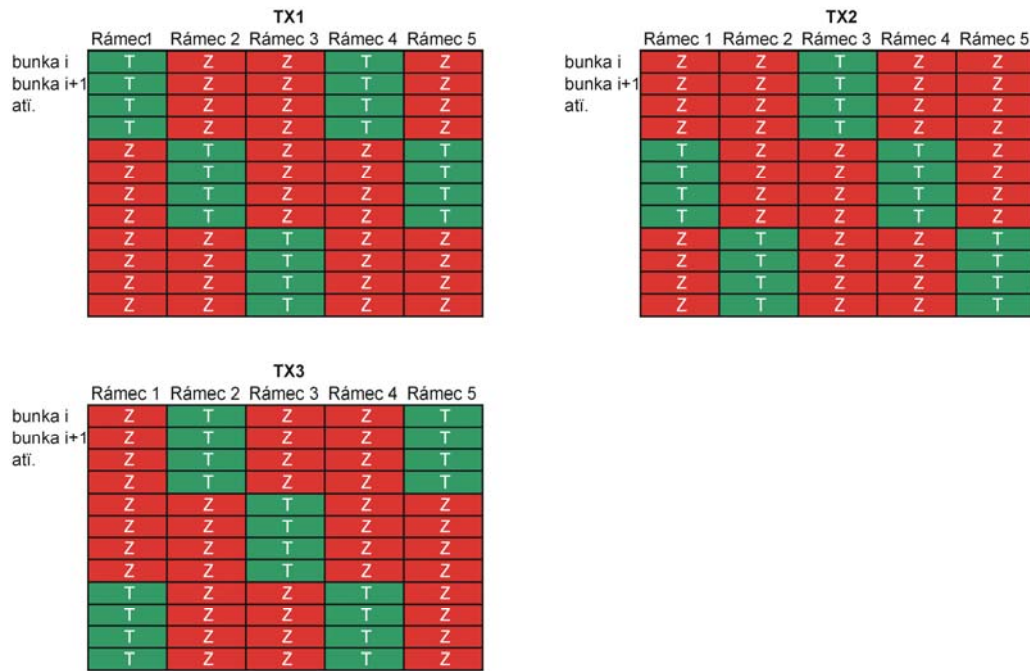 TX1
Rámec1 Rámec 2 Rámec 3 Rámec 4 Rámec 5
bunka i T Z Z T Z
bunka i+1 T Z Z T Z
atï. T Z Z T Z
T Z Z T Z
Z T Z Z T
Z T Z Z T
Z T Z Z T
Z T Z Z T
Z Z T Z Z
Z Z T Z Z
Z Z T Z Z
Z Z T Z Z
TX2
Rámec 1 Rámec 2 Rámec 3 Rámec 4 Rámec 5
bunka i Z Z T Z Z
bunka i+1 Z Z T Z Z
atï. Z Z T Z Z
Z Z T Z Z
T Z Z T Z
T Z Z T Z
T Z Z T Z
T Z Z T Z
Z T Z Z T
Z T Z Z T
Z T Z Z T
Z T Z Z T
TX3
Rámec 1 Rámec 2 Rámec 3 Rámec 4 Rámec 5
bunka i Z T Z Z T
bunka i+1 Z T Z Z T
atï. Z T Z Z T
Z T Z Z T
Z Z T Z Z
Z Z T Z Z
Z Z T Z Z
Z Z T Z Z
T Z Z T Z
T Z Z T Z
T Z Z T Z
T Z Z T Z